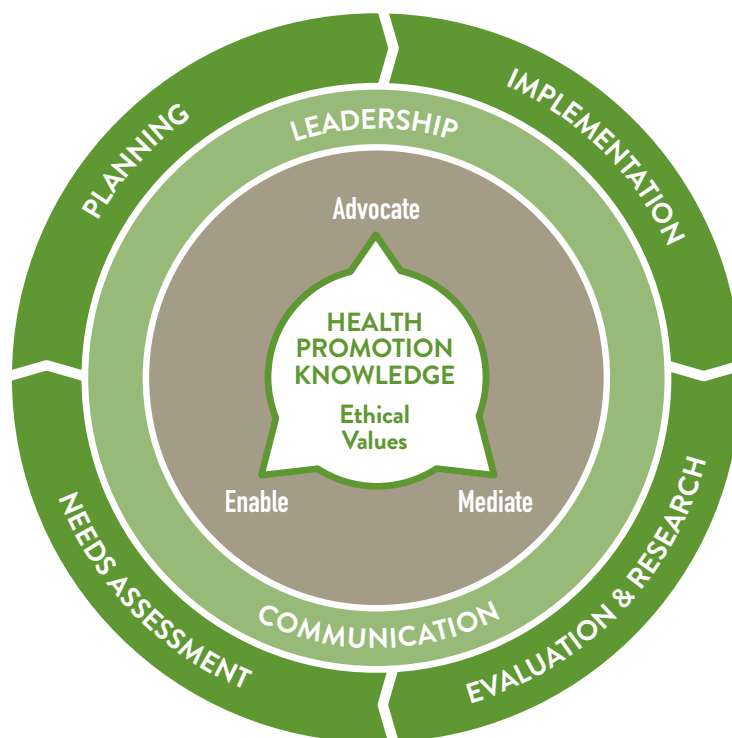 PLANNING
IMPLEMENTATION
LEADERSHIP
Advocate
HEALTH
PROMOTION
KNOWLEDGE
Ethical
Values
Enable
Mediate
NEEDS ASSESSMENT
COMMUNICATION
EVALUATION & RESEARCH